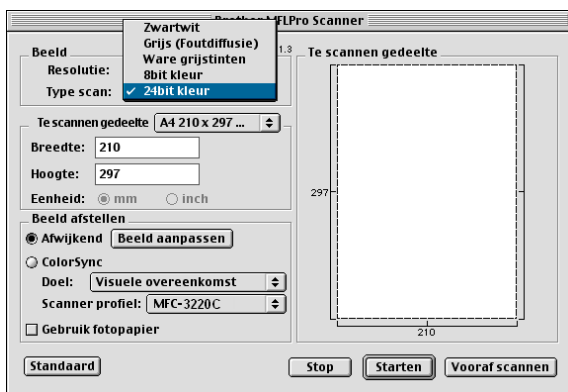 Brother MFLPro Scanner
Zwartwit
Grijs (Foutdiffusie)
Ware grijstinten
8bit kleur
✓ 24bit kleur
Beeld
1.3
Resolutie:
Type scan:
Te scannen gedeelte A4 210 x 297 ...
Breedte: 210
Hoogte: 297
Eenheid: mm inch
Beeld afstellen
Afwijkend Beeld aanpassen
ColorSync
Doel: Visuele overeenkomst
Scanner profiel: MFC-3220C
Gebruik fotopapier
Te scannen gedeelte
297
210
Standaard Stop Starten Vooraf scannen